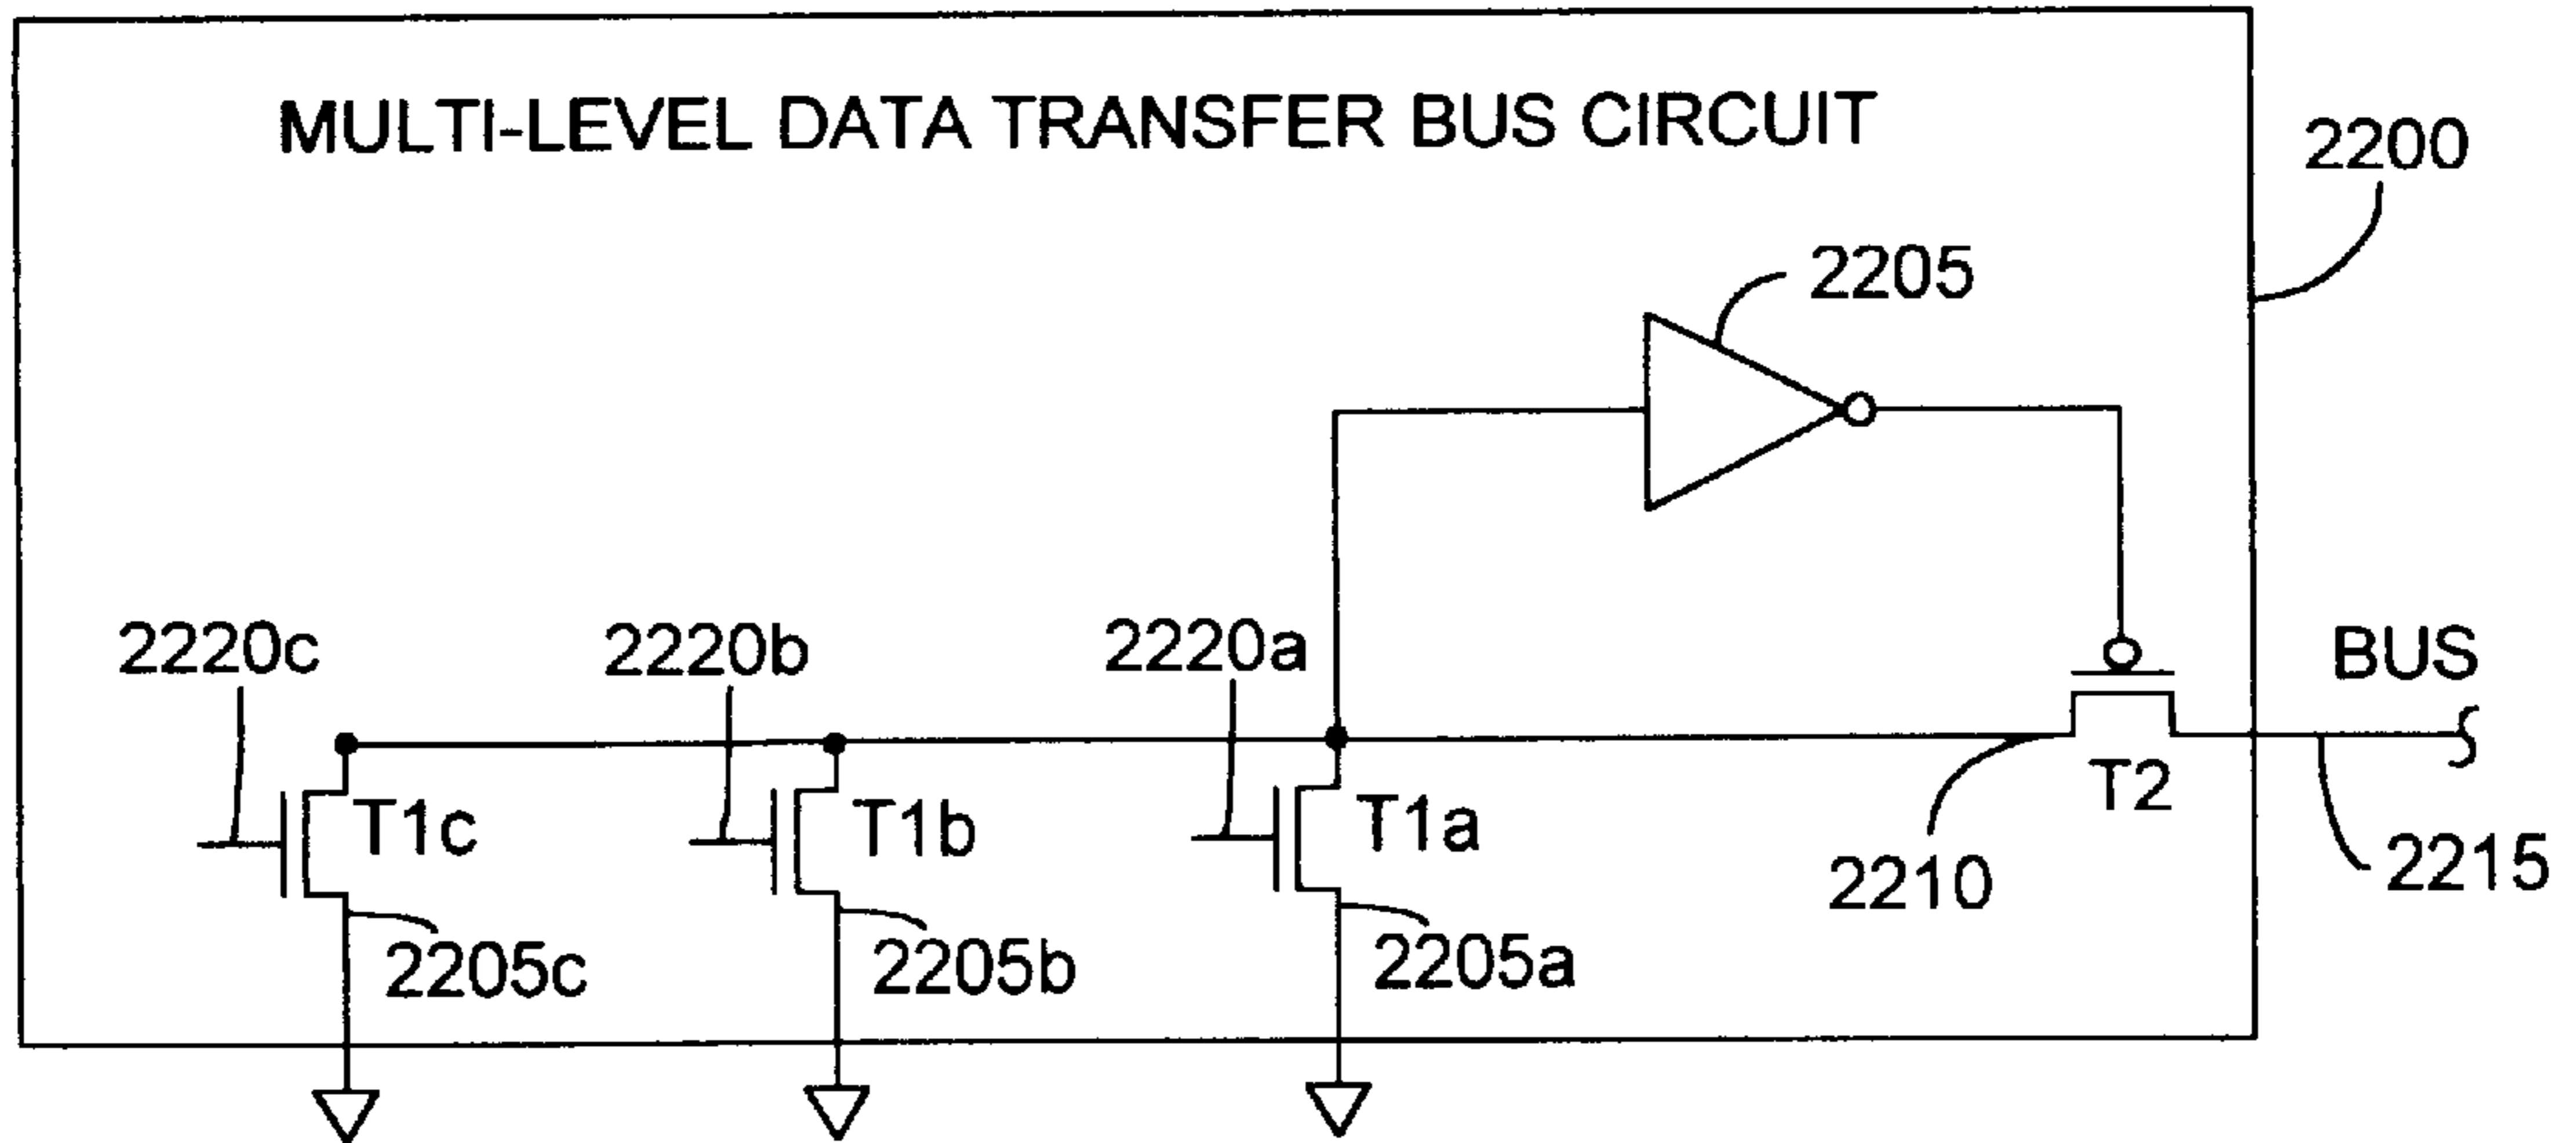 MULTI-LEVEL DATA TRANSFER BUS CIRCUIT
2200
2205
2220c
2220b
2220a
BUS
T1c
T1b
T1a
T2
2210
2215
2205c
2205b
2205a